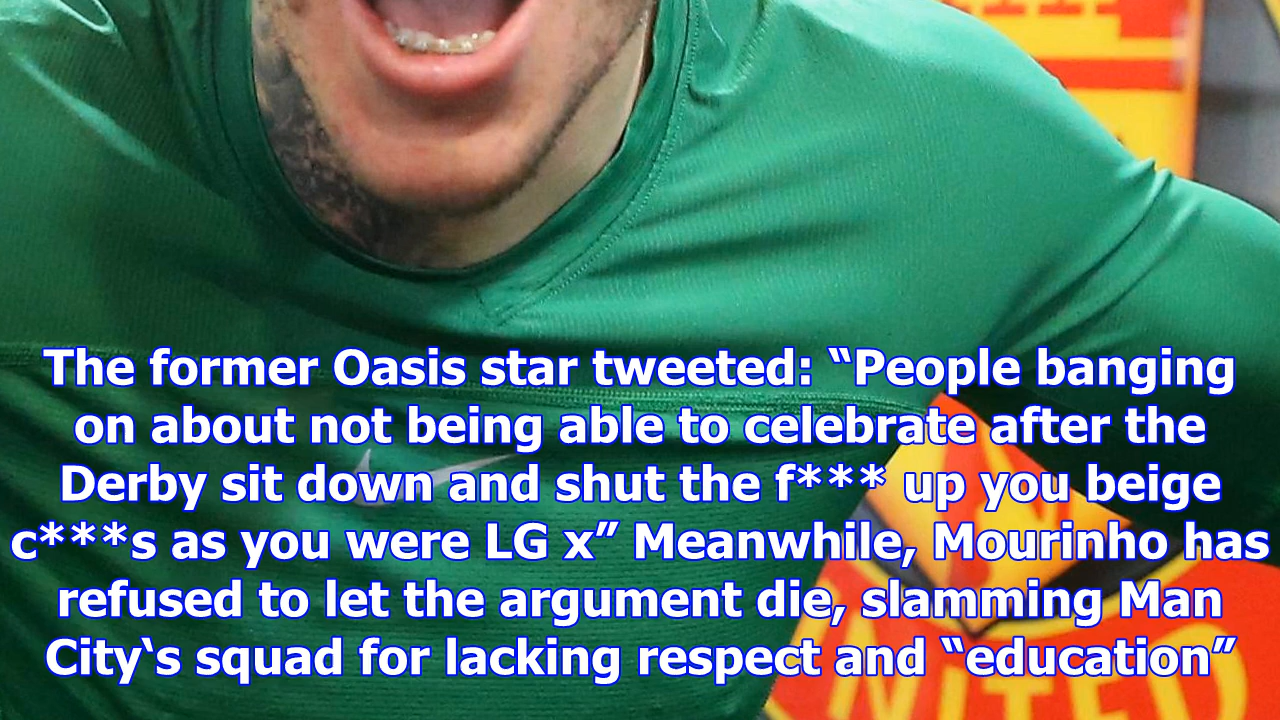 The former Oasis star tweeted: “People banging
on about not being able to celebrate after the
Derby sit down and shut the f*** up you beige
c***s as you were LG x” Meanwhile, Mourinho has
refused to let the argument die, slamming Man
City‘s squad for lacking respect and “education”
NITED